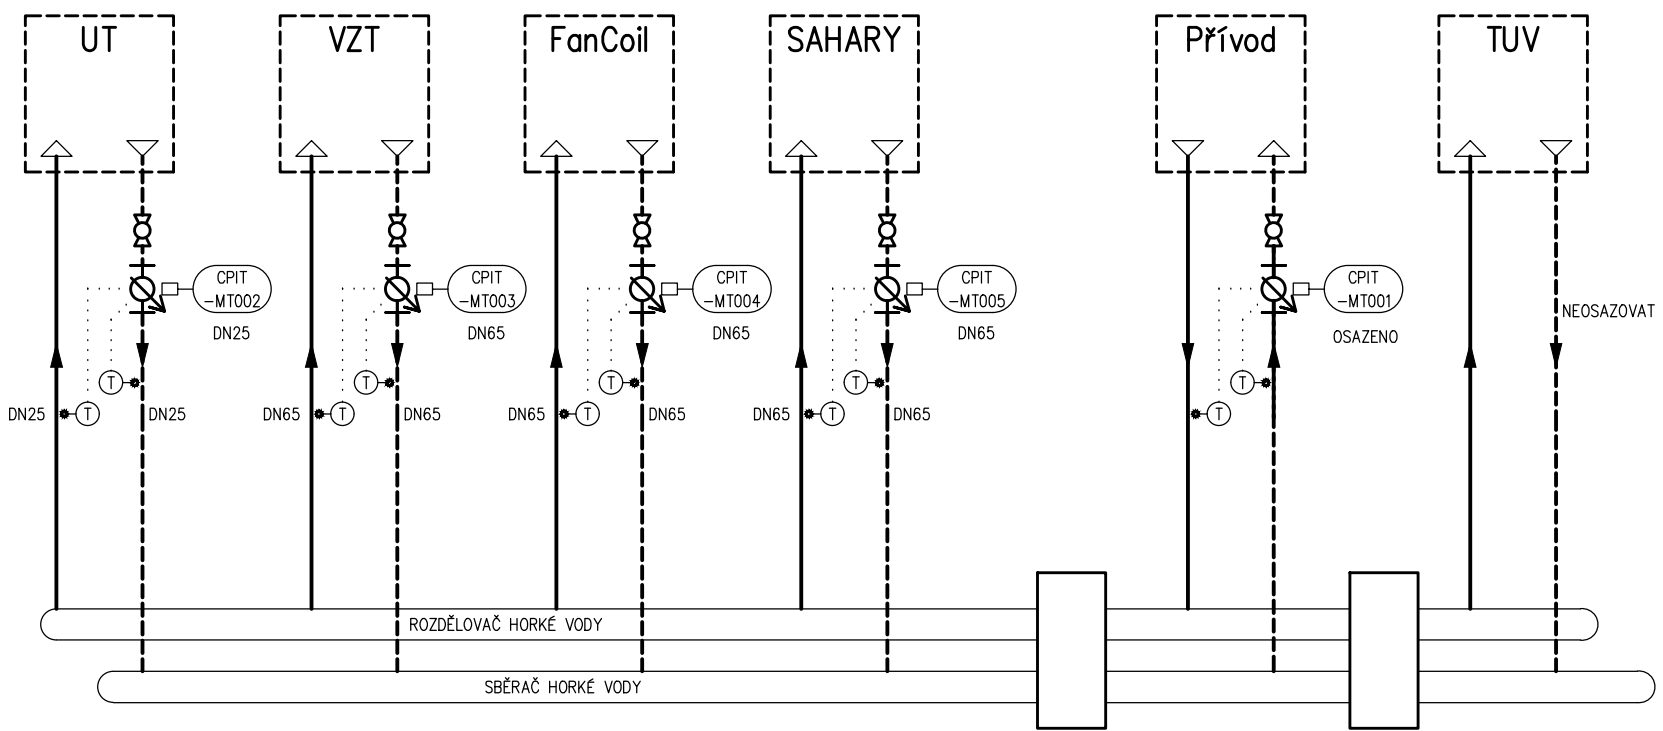 UT
VZT
FanCoil
SAHARY
Přívod
TUV
CPIT
-MT002
DN25
CPIT
-MT003
DN65
CPIT
-MT004
DN65
CPIT
-MT005
DN65
CPIT
-MT001
OSAZENO
NEOSAZOVAT
T
T
T
T
T
DN25
T
DN25
DN65
T
DN65
DN65
T
DN65
DN65
T
DN65
T
ROZDĚLOVAČ HORKÉ VODY
SBĚRAČ HORKÉ VODY